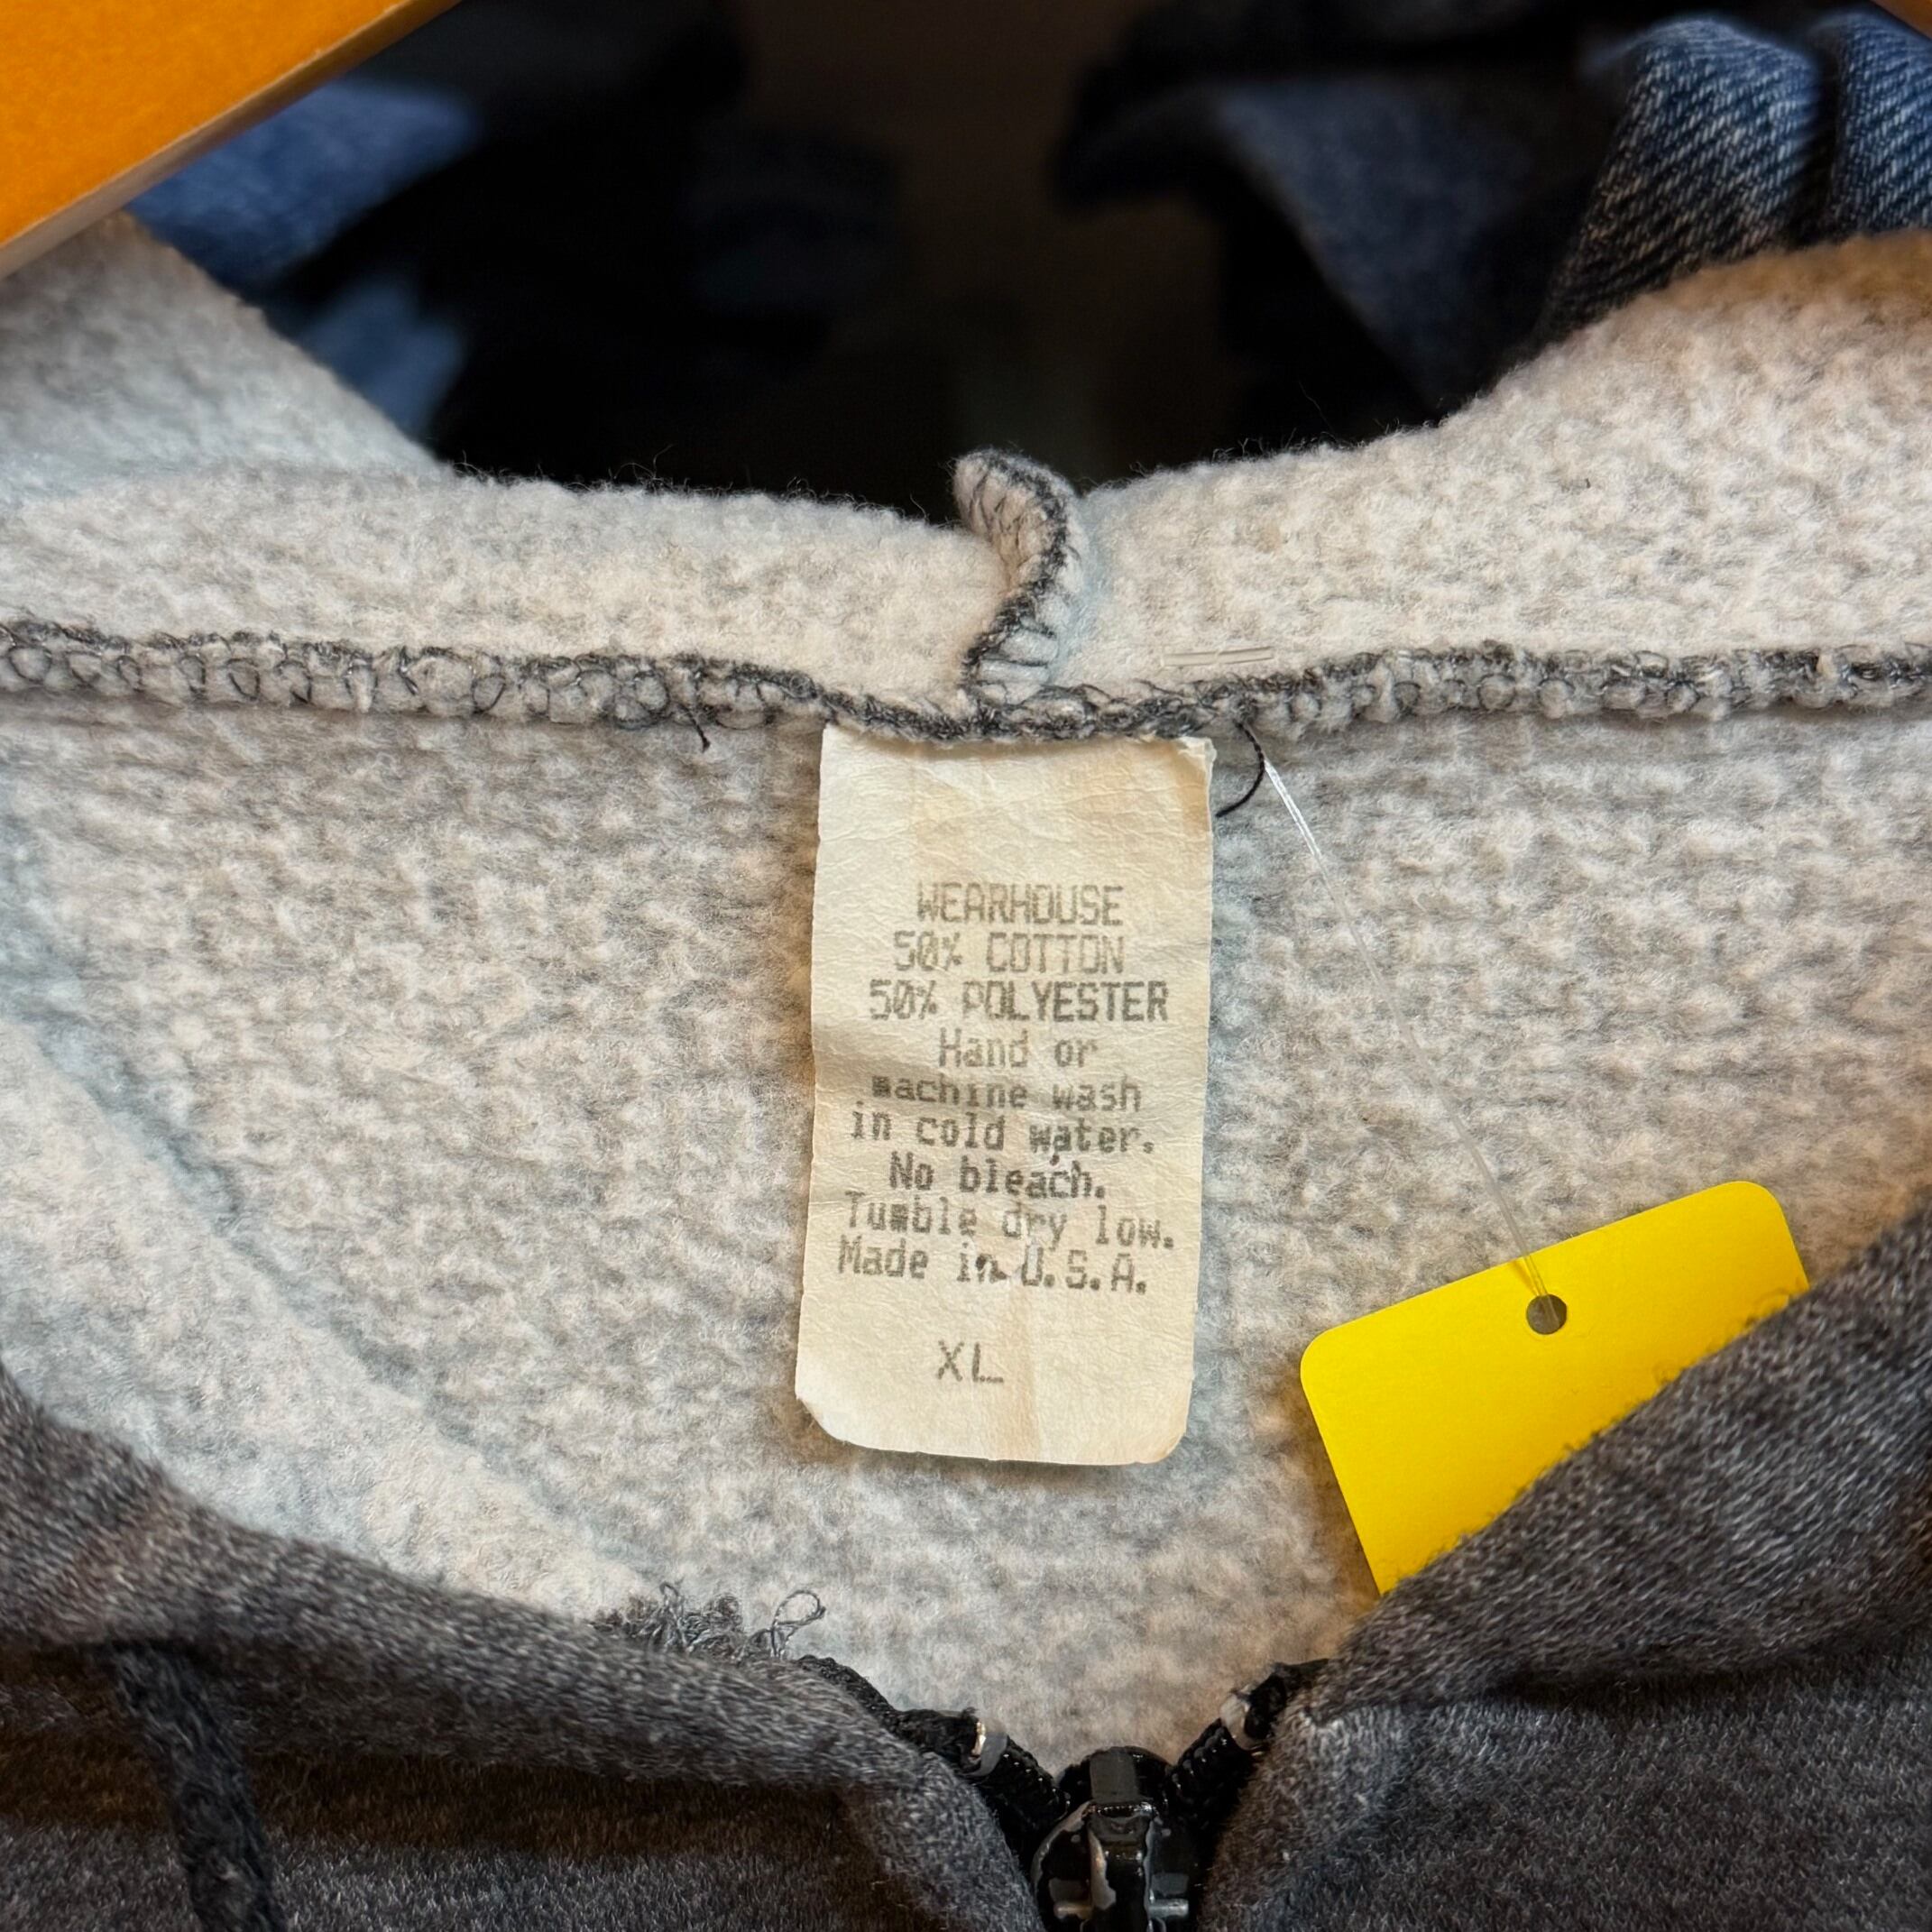 WEARHOUSE
50% COTTON
50% POLYESTER
Hand or
machine wash
in cold water.
No bleach.
Tumble dry low.
Made in U.S.A.
XL